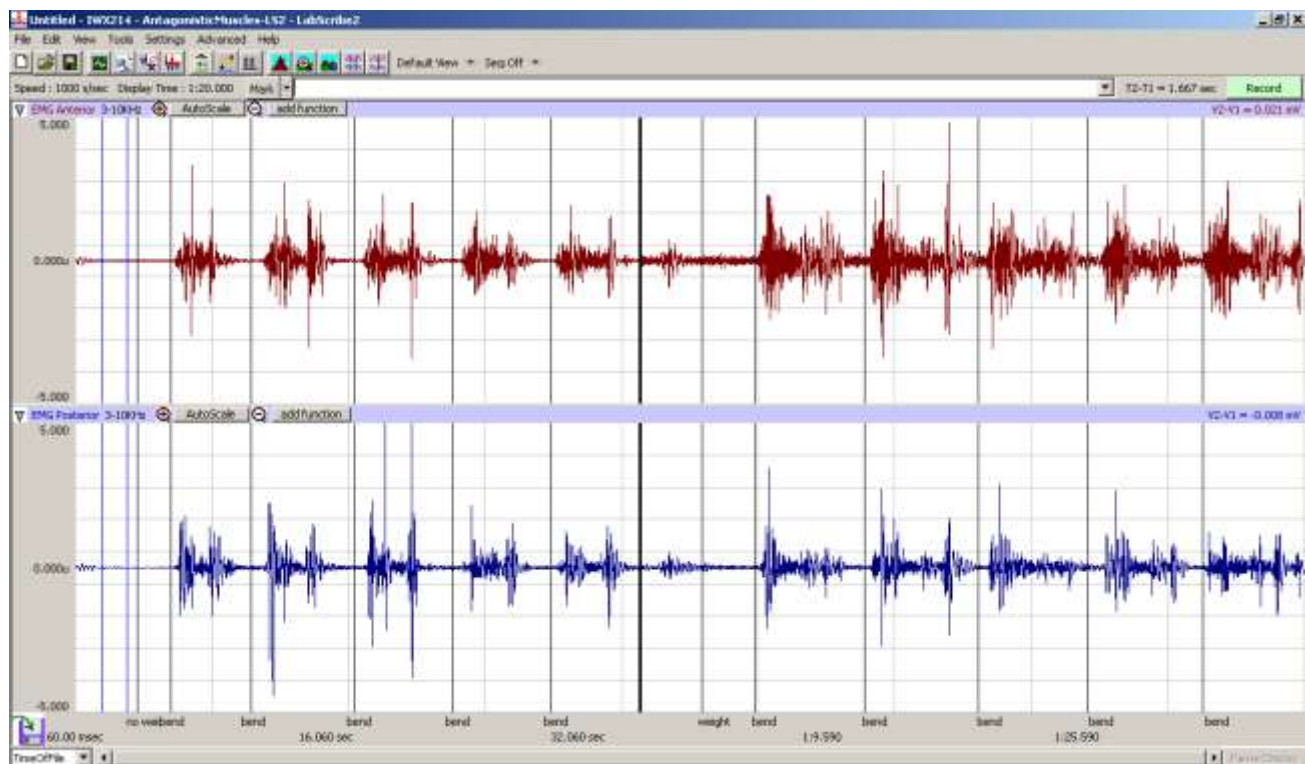 Untitled - IWX214 - AntagonisticMuscles-LS2 - LabScribe2
File Edit View Tools Settings Advanced Help
Default View Seq Off
Speed : 1000 s/sec Display Time : 1:20.000 Mark T2-T1 = 1.667 sec Record
EMG Anterior 3-10KHz AutoScale add function V2-V1 = 0.021 mV
5.000
0.000u
-5.000
EMG Posterior 3-10KHz AutoScale add function V2-V1 = -0.008 mV
5.000
0.000u
-5.000
no weibend bend bend bend bend weight bend bend bend bend bend
60.00 msec 16.060 sec 32.060 sec 1:9.590 1:25.590
TimeOfFile